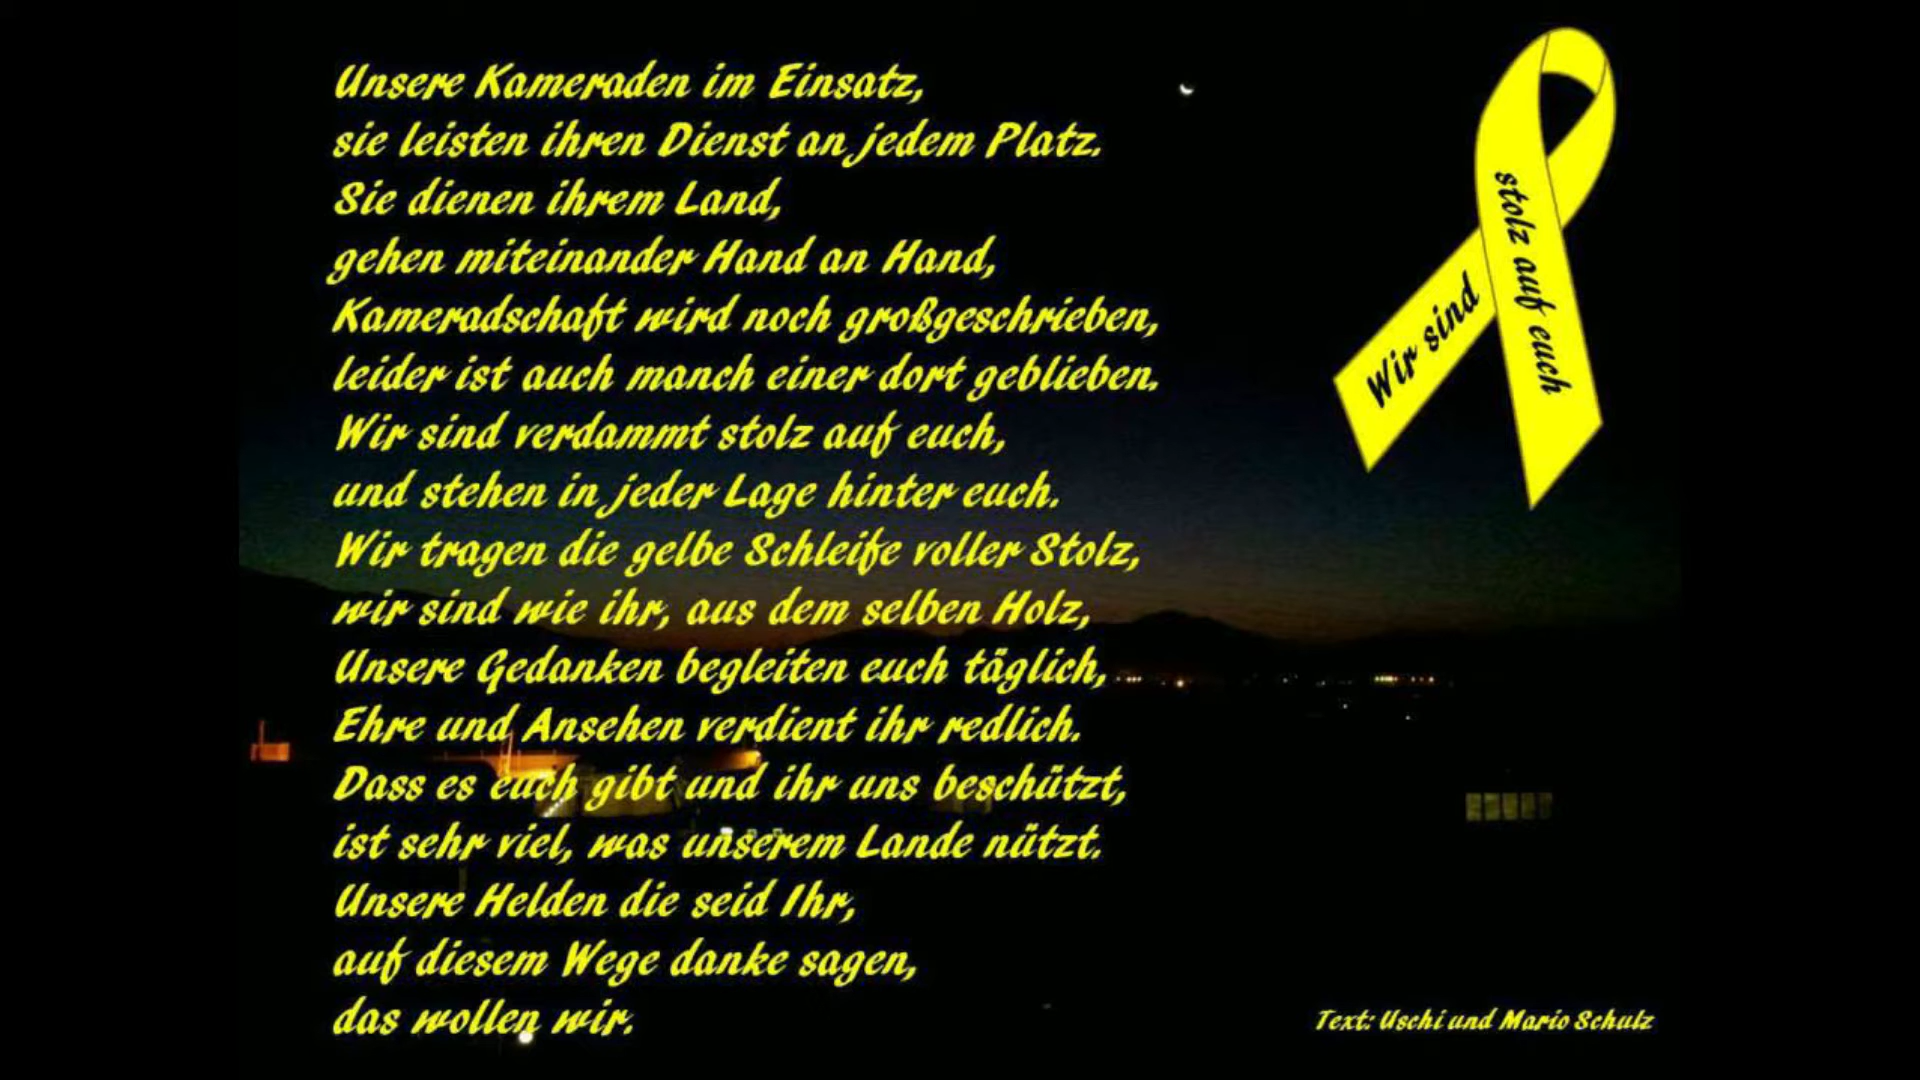 Unsere Kameraden im Einsatz,
sie leisten ihren Dienst an jedem Platz.
Sie dienen ihrem Land,
gehen miteinander Hand an Hand,
Kameradschaft wird noch großgeschrieben,
leider ist auch manch einer dort geblieben.
Wir sind verdammt stolz auf euch,
und stehen in jeder Lage hinter euch.
Wir tragen die gelbe Schleife voller Stolz,
wir sind wie ihr, aus dem selben Holz,
Unsere Gedanken begleiten euch täglich,
Ehre und Ansehen verdient ihr redlich.
Dass es euch gibt und ihr uns beschützt,
ist sehr viel, was unserem Lande nützt.
Unsere Helden die seid Ihr,
auf diesem Wege danke sagen,
das wollen wir.
Wir sind
stolz auf euch
Text: Uschi und Mario Schulz